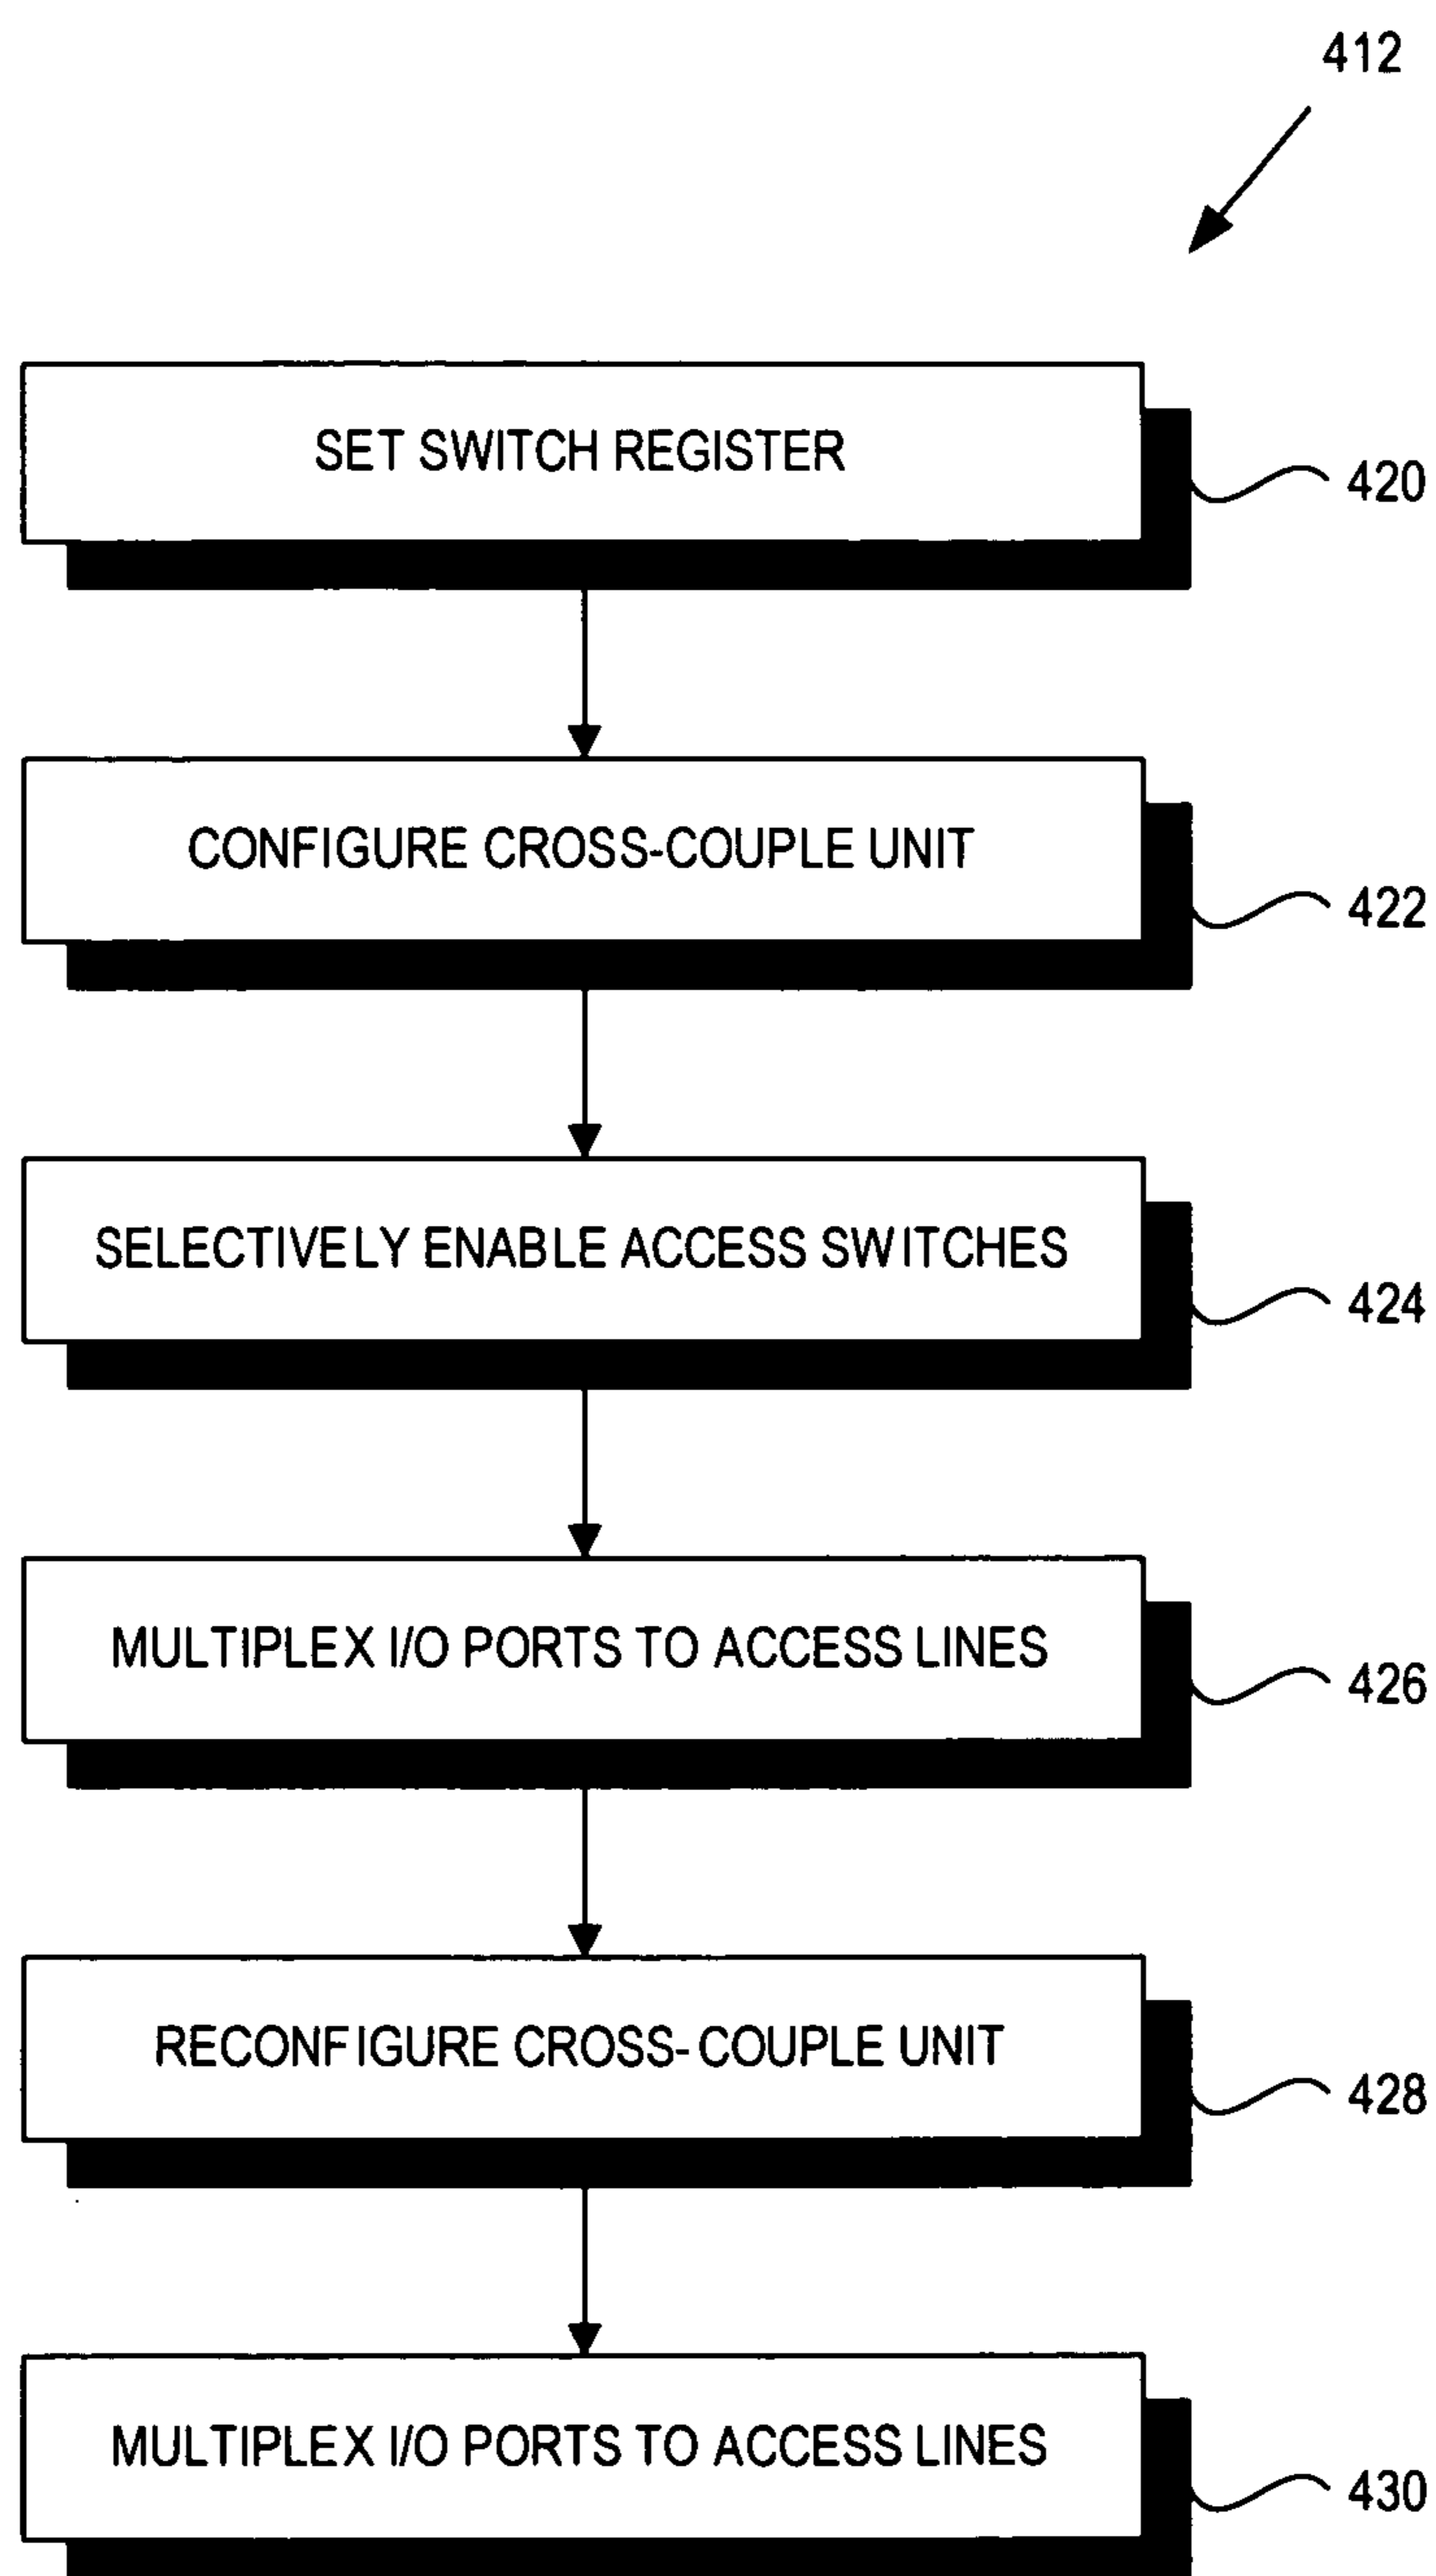 412
SET SWITCH REGISTER
420
CONFIGURE CROSS-COUPLE UNIT
422
SELECTIVELY ENABLE ACCESS SWITCHES
424
MULTIPLEX I/O PORTS TO ACCESS LINES
426
RECONFIGURE CROSS-COUPLE UNIT
428
MULTIPLEX I/O PORTS TO ACCESS LINES
430